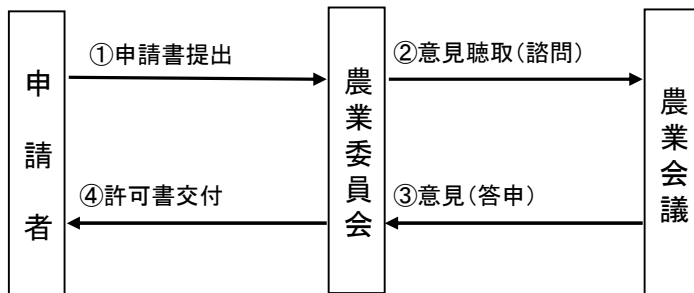 申請者
①申請書提出
農業委員会
②意見聴取(諮問)
農業会議
③意見(答申)
④許可書交付